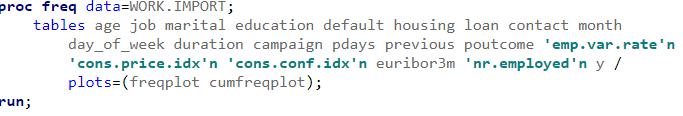 proc freq data=WORK.IMPORT;
tables age job marital education default housing loan contact month
day_of_week duration campaign pdays previous poutcome 'emp.var.rate'n
'cons.price.idx'n 'cons.conf.idx'n euribor3m 'nr.employed'n y /
plots=(freqplot cumfreqplot);
run;